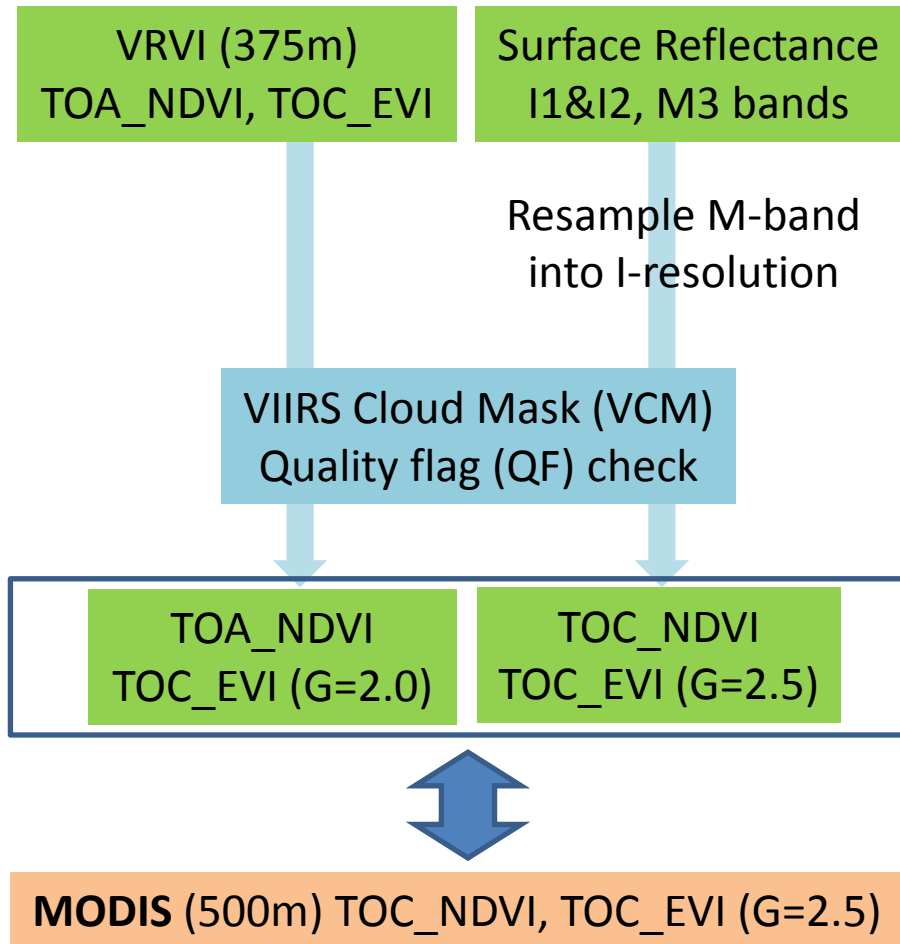 VRVI (375m)
TOA_NDVI, TOC_EVI
Surface Reflectance
I1&I2, M3 bands
Resample M-band
into I-resolution
VIIRS Cloud Mask (VCM)
Quality flag (QF) check
TOA_NDVI
TOC_EVI (G=2.0)
TOC_NDVI
TOC_EVI (G=2.5)
MODIS (500m) TOC_NDVI, TOC_EVI (G=2.5)